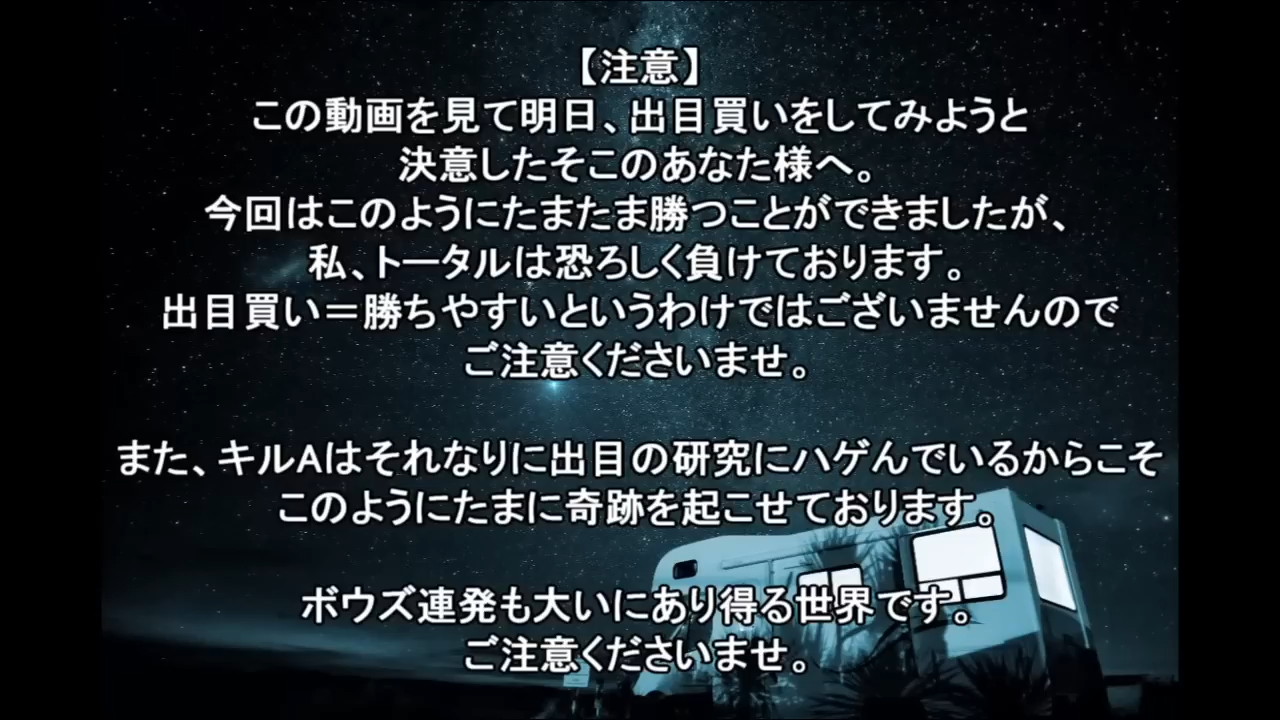 【注意】
この動画を見て明日、出目買いをしてみようと
決意したそこのあなた様へ。
今回はこのようにたまたま勝つことができましたが、
私、トータルは恐ろしく負けております。
出目買い＝勝ちやすいというわけではございませんので
ご注意くださいませ。
また、キルAはそれなりに出目の研究にハゲんでいるからこそ
このようにたまに奇跡を起こせております。
ボウズ連発も大いにあり得る世界です。
ご注意くださいませ。